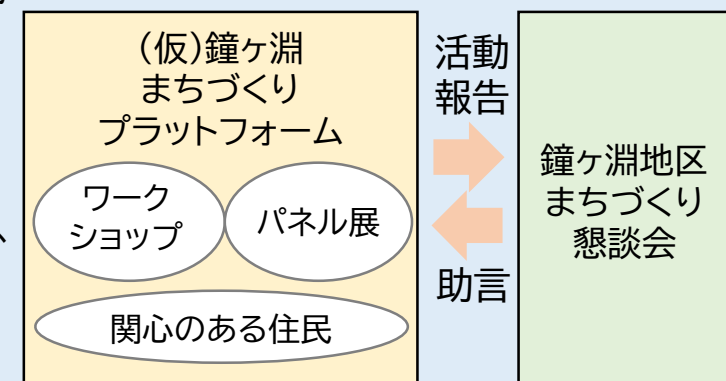 (仮)鐘ヶ淵
まちづくり
プラットフォーム
ワーク
ショップ
パネル展
関心のある住民
活動
報告
助言
鐘ヶ淵地区
まちづくり
懇談会